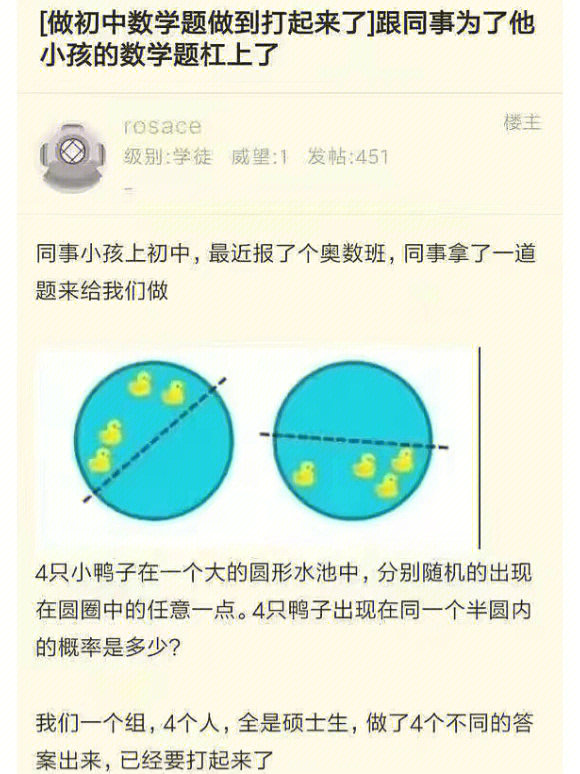 [做初中数学题做到打起来了]跟同事为了他
小孩的数学题杠上了
rosace
楼主
级别:学徒 威望:1 发帖:451
同事小孩上初中，最近报了个奥数班，同事拿了一道
题来给我们做
4只小鸭子在一个大的圆形水池中，分别随机的出现
在圆圈中的任意一点。4只鸭子出现在同一个半圆内
的概率是多少?
我们一个组，4个人，全是硕士生，做了4个不同的答
案出来，已经要打起来了